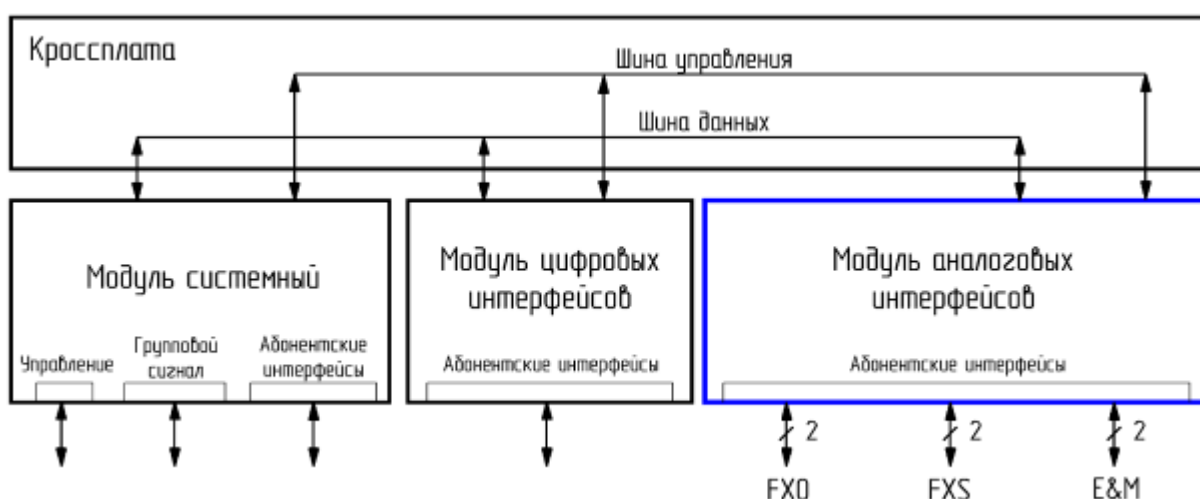 Кроссплата
Шина управления
Шина данных
Модуль системный
Модуль цифровых
интерфейсов
Модуль аналоговых
интерфейсов
Управление
Групповой
сигнал
Абонентские
интерфейсы
Абонентские интерфейсы
Абонентские интерфейсы
2
2
2
FXO
FXS
E&M